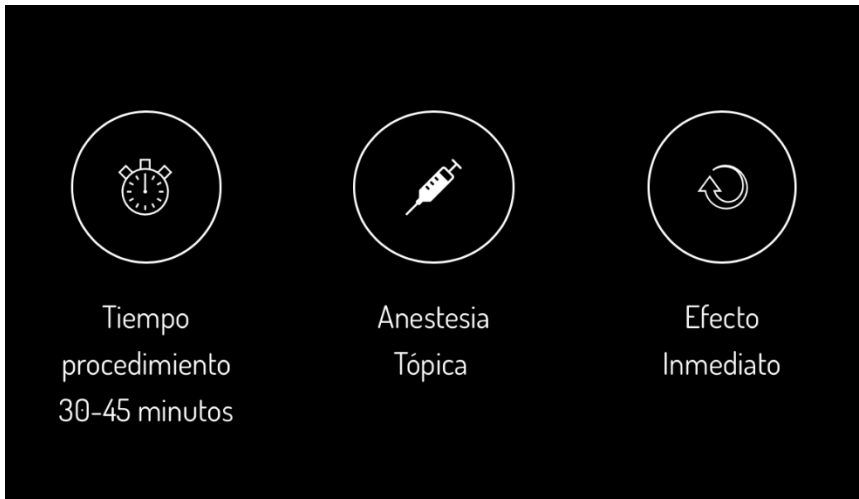 Tiempo
procedimiento
30-45 minutos
Anestesia
Tópica
Efecto
Inmediato